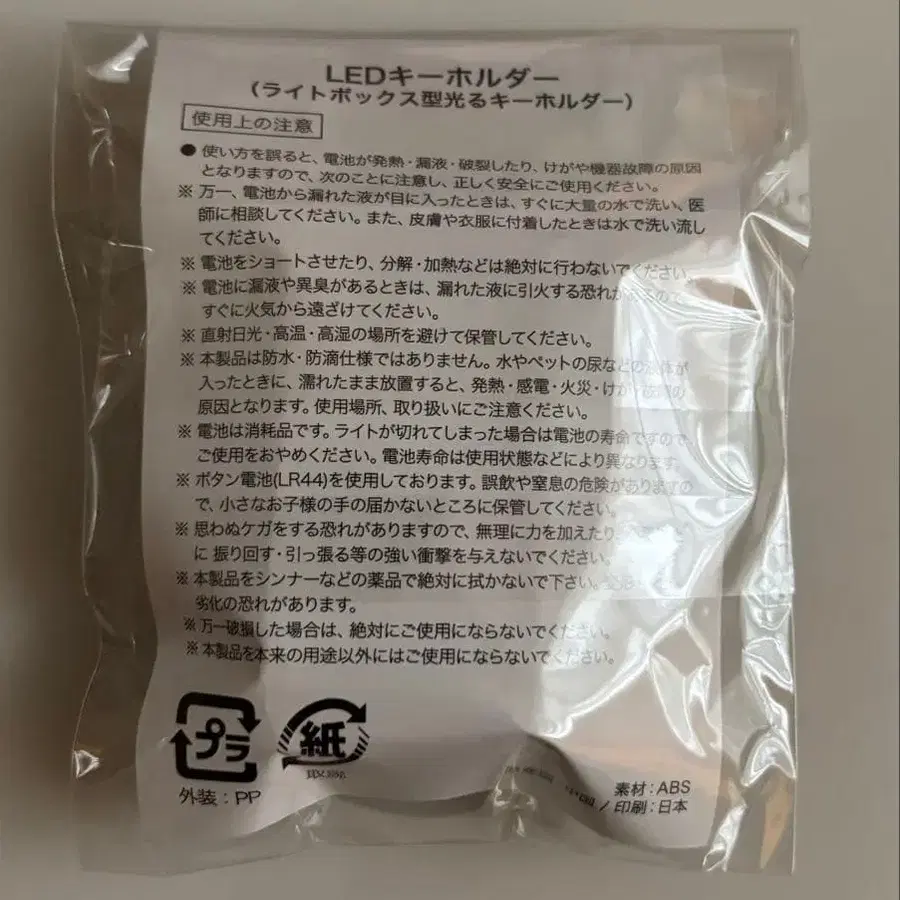 LEDキーホルダー
(ライトボックス型光るキーホルダー)
使用上の注意
● 使い方を誤ると、電池が発熱・漏液・破裂したり、けがや機器故障の原因
となりますので、次のことに注意し、正しく安全にご使用ください。
※ 万一、電池から漏れた液が目に入ったときは、すぐに大量の水で洗い、医
師に相談してください。また、皮膚や衣服に付着したときは水で洗い流し
てください。
※ 電池をショートさせたり、分解・加熱などは絶対に行わないでください。
※ 電池に漏液や異臭があるときは、漏れた液に引火する恐れがあるので
すぐに火気から遠ざけてください。
※ 直射日光・高温・高湿の場所を避けて保管してください。
※ 本製品は防水・防滴仕様ではありません。水やペットの尿などの液体が
入ったときに、濡れたまま放置すると、発熱・感電・火災・けが・故障の
原因となります。使用場所、取り扱いにご注意ください。
※ 電池は消耗品です。ライトが切れてしまった場合は電池の寿命ですので
ご使用をおやめください。電池寿命は使用状態などにより異なります。
※ ボタン電池(LR44)を使用しております。誤飲や窒息の危険がありますの
で、小さなお子様の手の届かないところに保管してください。
※ 思わぬケガをする恐れがありますので、無理に力を加えたり、
に 振り回す・引っ張る等の強い衝撃を与えないでください。
※ 本製品をシンナーなどの薬品で絶対に拭かないで下さい。
劣化の恐れがあります。
※ 万一破損した場合は、絶対にご使用にならないでください。
※ 本製品を本来の用途以外にはご使用にならないでください。
プラ
紙
外装:PP
素材:ABS
/ 印刷:日本